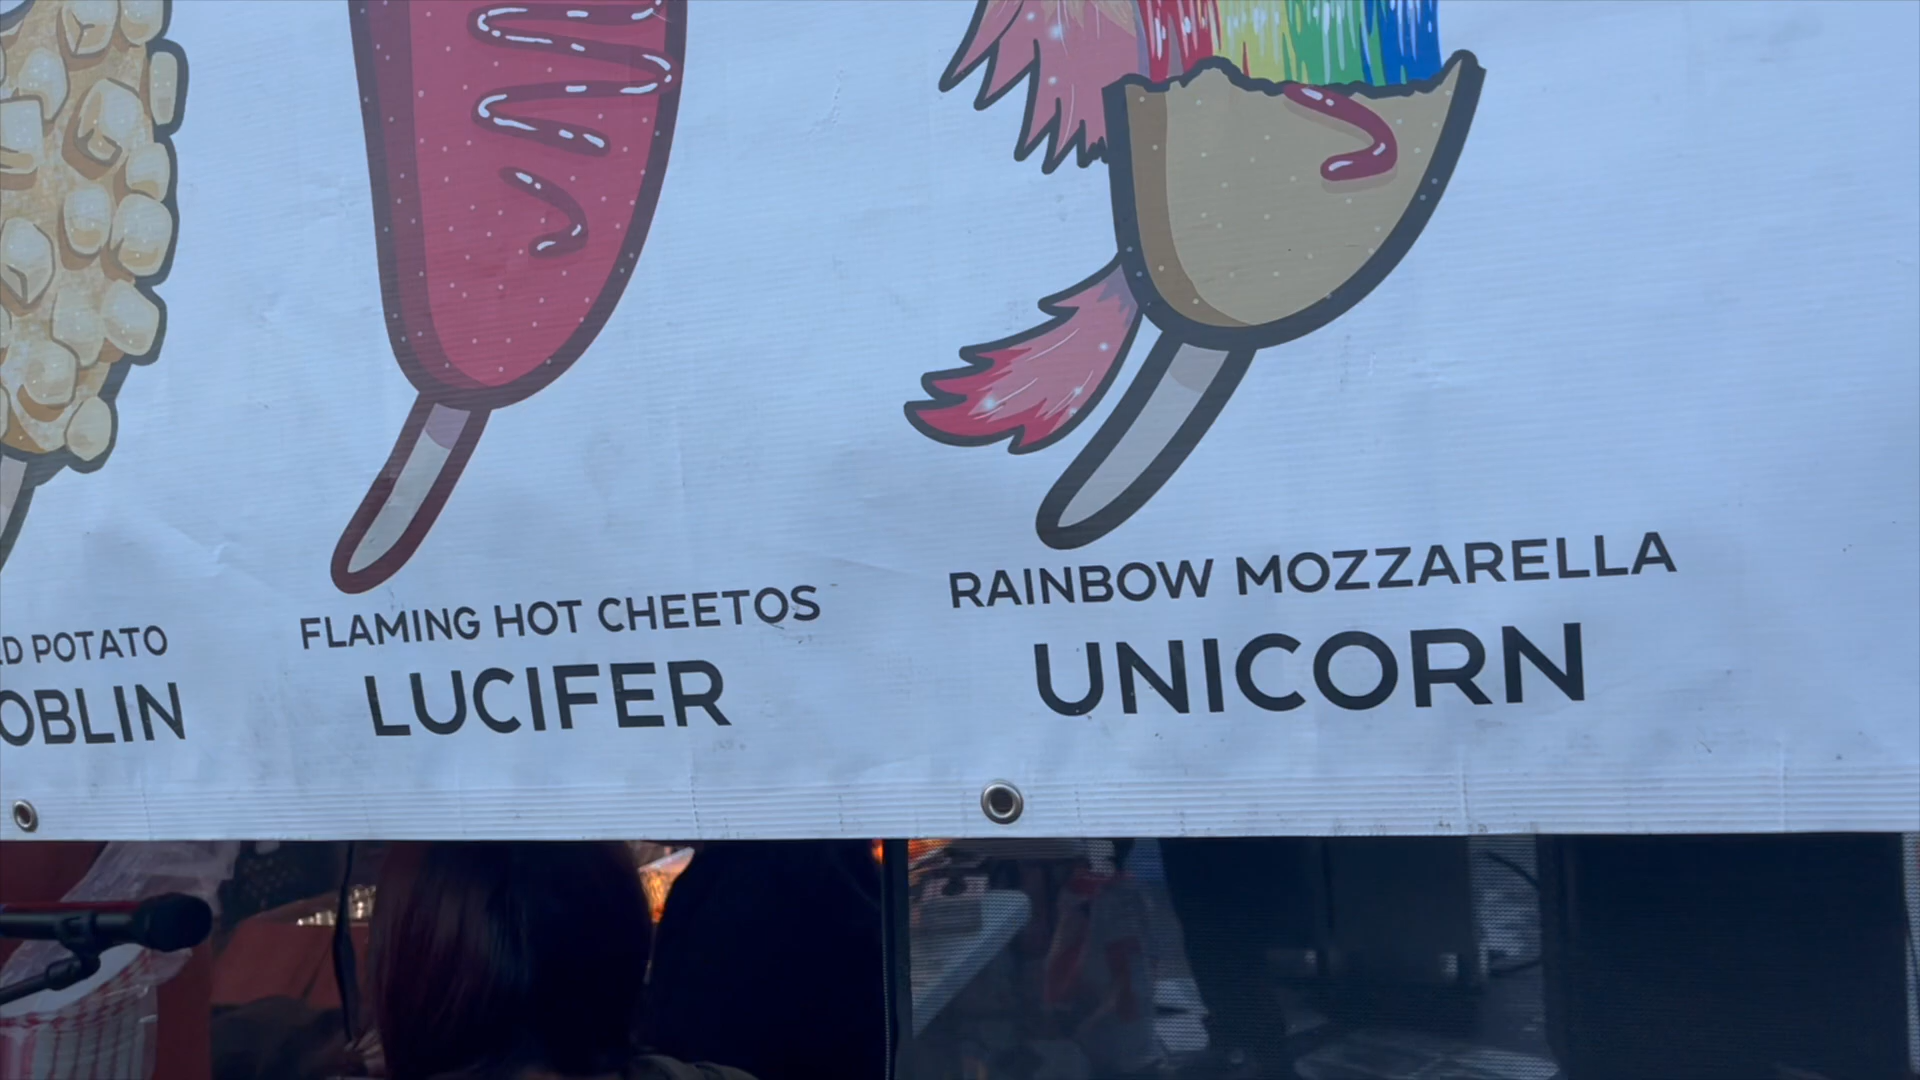 POTATO
OBLIN
FLAMING HOT CHEETOS
LUCIFER
RAINBOW MOZZARELLA
UNICORN